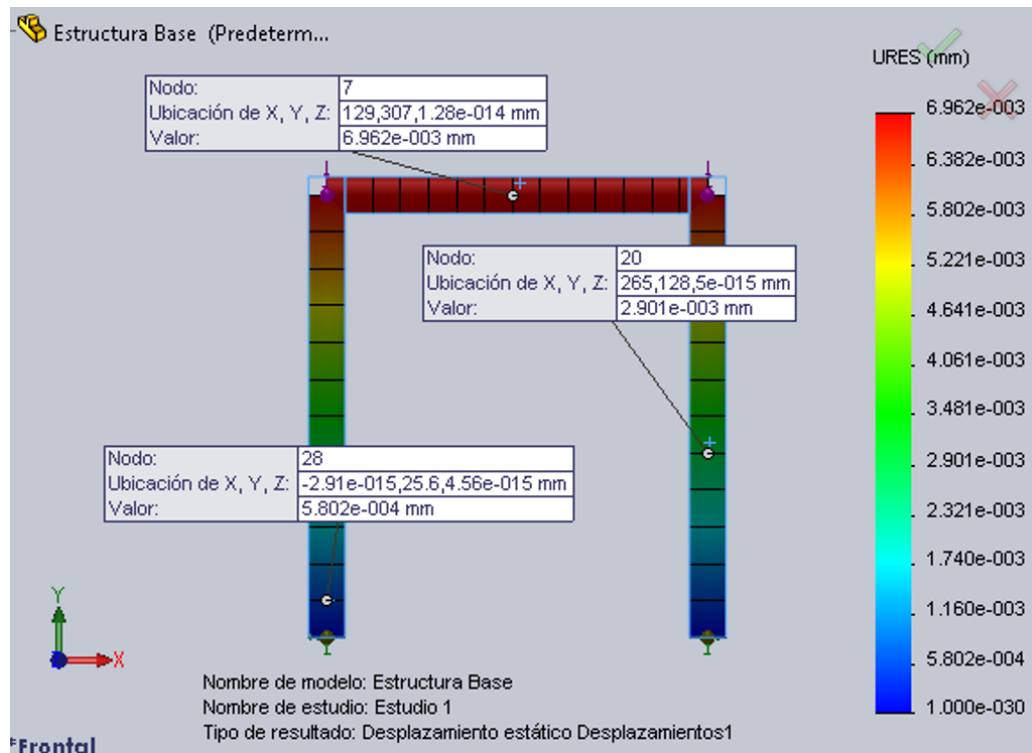 Estructura Base (Predeterm...
URES (mm)
6.962e-003
6.382e-003
5.802e-003
5.221e-003
4.641e-003
4.061e-003
3.481e-003
2.901e-003
2.321e-003
1.740e-003
1.160e-003
5.802e-004
1.000e-030
Nodo: 7
Ubicación de X, Y, Z: 129,307,1.28e-014 mm
Valor: 6.962e-003 mm
Nodo: 20
Ubicación de X, Y, Z: 265,128,5e-015 mm
Valor: 2.901e-003 mm
Nodo: 28
Ubicación de X, Y, Z: -2.91e-015,25.6,4.56e-015 mm
Valor: 5.802e-004 mm
Y
X
Nombre de modelo: Estructura Base
Nombre de estudio: Estudio 1
Tipo de resultado: Desplazamiento estático Desplazamientos1
*Frontal